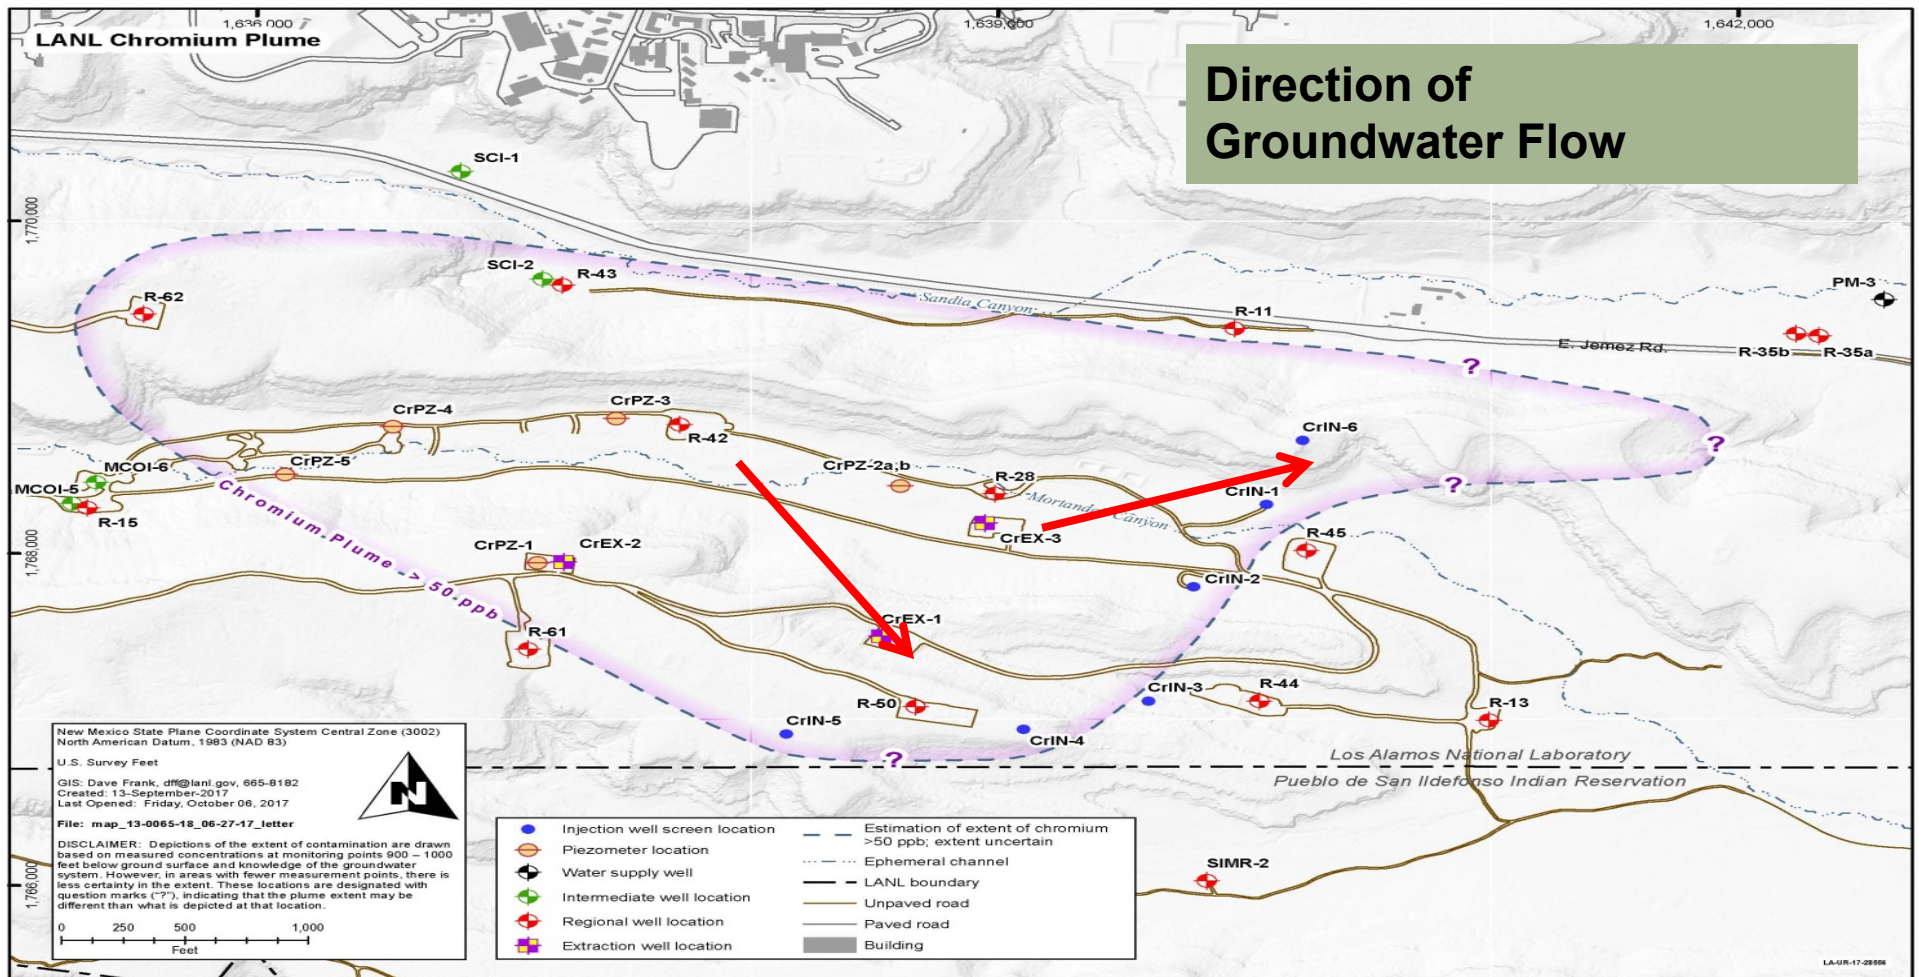 1,636,000
1,639,000
1,642,000
LANL Chromium Plume
Direction of
Groundwater Flow
SCI-1
1,770,000
SCI-2
R-43
R-62
Sandia Canyon
R-11
PM-3
E. Jemez Rd.
R-35b
R-35a
?
CrPZ-4
CrPZ-3
R-42
CrIN-6
?
MCOI-6
CrPZ-5
CrPZ-2a,b
R-28
CrIN-1
?
MCOI-5
R-15
Chromium Plume > 50 ppb
Mortandad Canyon
CrEX-3
R-45
1,768,000
CrPZ-1
CrEX-2
CrIN-2
R-61
CrEX-1
CrIN-3
R-44
R-50
R-13
CrIN-5
CrIN-4
?
Los Alamos National Laboratory
Pueblo de San Ildefonso Indian Reservation
New Mexico State Plane Coordinate System Central Zone (3002)
North American Datum, 1983 (NAD 83)
U.S. Survey Feet
GIS: Dave Frank, dff@lanl.gov, 665-8182
Created: 13-September-2017
Last Opened: Friday, October 06, 2017
N
File: map_13-0065-18_06-27-17_letter
DISCLAIMER: Depictions of the extent of contamination are drawn
based on measured concentrations at monitoring points 900 – 1000
feet below ground surface and knowledge of the groundwater
system. However, in areas with fewer measurement points, there is
less certainty in the extent. These locations are designated with
question marks ("?"), indicating that the plume extent may be
different than what is depicted at that location.
0 250 500 1,000
Feet
1,766,000
Injection well screen location
Piezometer location
Water supply well
Intermediate well location
Regional well location
Extraction well location
Estimation of extent of chromium
>50 ppb; extent uncertain
Ephemeral channel
LANL boundary
Unpaved road
Paved road
Building
SIMR-2
LA-UR-17-28556